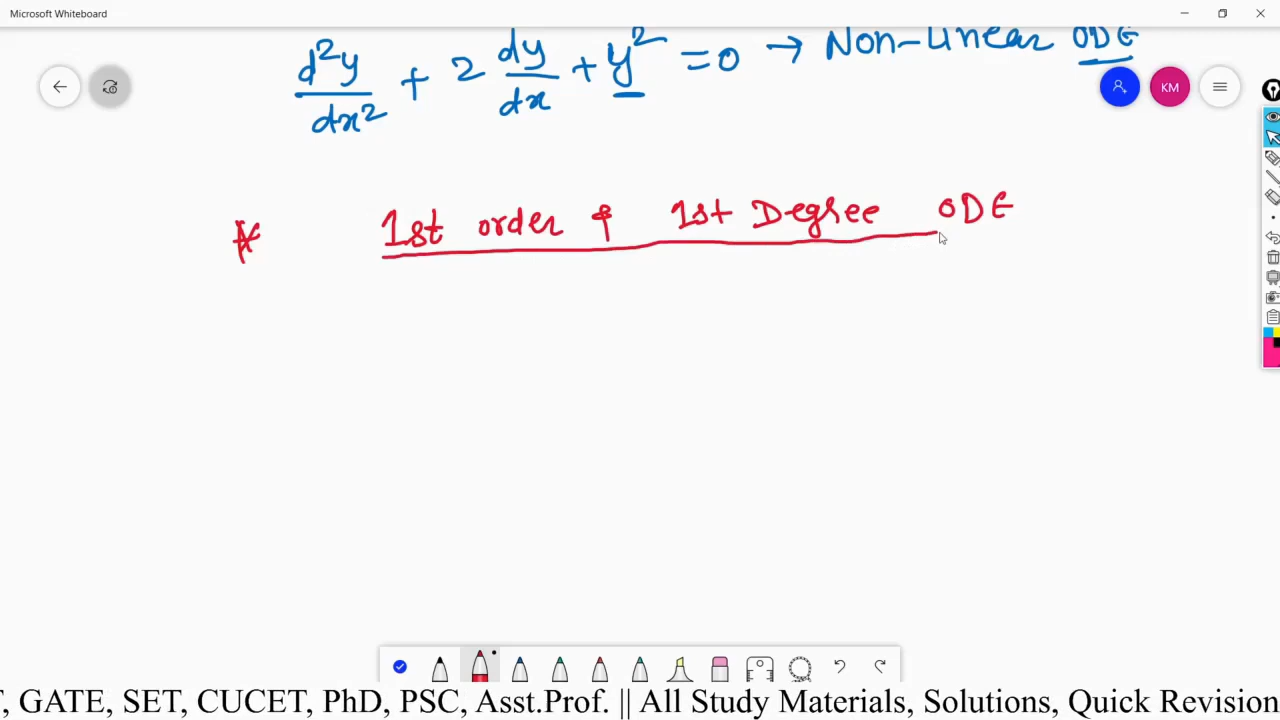 Microsoft Whiteboard
d²y/dx² + 2 dy/dx + y² = 0 → Non-Linear ODE
KM
* 1st order & 1st Degree ODE
, GATE, SET, CUCET, PhD, PSC, Asst.Prof. || All Study Materials, Solutions, Quick Revision